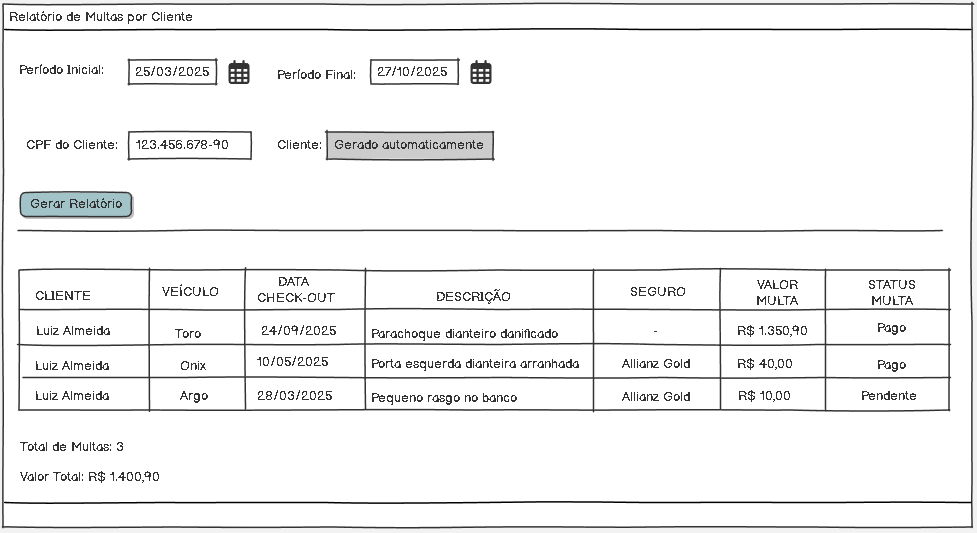 Relatório de Multas por Cliente
Período Inicial: 25/03/2025 Período Final: 27/10/2025
CPF do Cliente: 123.456.678-90 Cliente: Gerado automaticamente
Gerar Relatório
CLIENTE VEÍCULO DATA CHECK-OUT DESCRIÇÃO SEGURO VALOR MULTA STATUS MULTA
Luiz Almeida Toro 24/09/2025 Parachoque dianteiro danificado - R$ 1.350,90 Pago
Luiz Almeida Onix 10/05/2025 Porta esquerda dianteira arranhada Allianz Gold R$ 40,00 Pago
Luiz Almeida Argo 28/03/2025 Pequeno rasgo no banco Allianz Gold R$ 10,00 Pendente
Total de Multas: 3
Valor Total: R$ 1.400,90